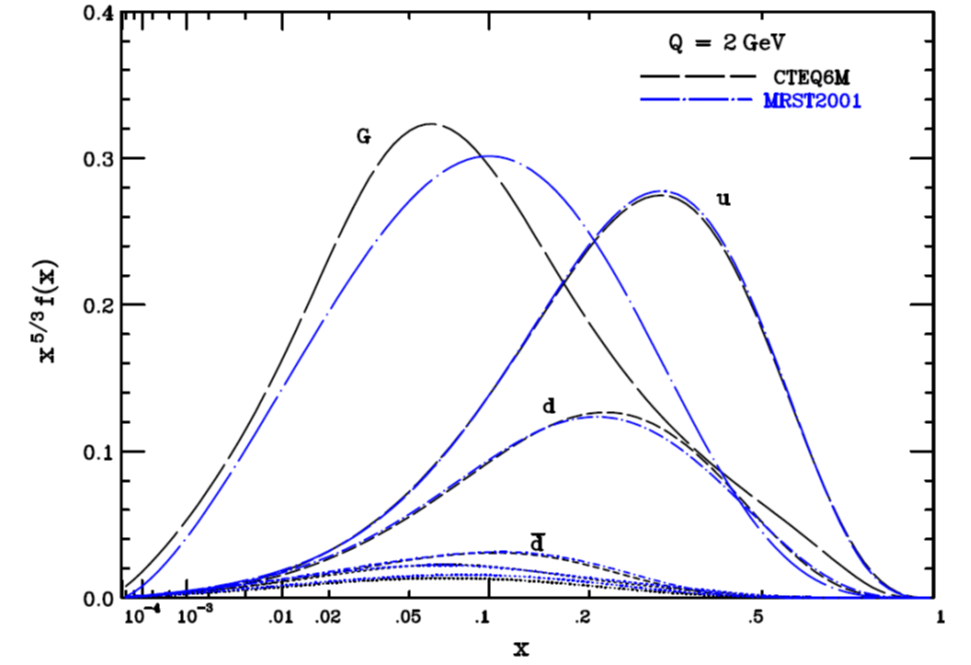 0.4
Q = 2 GeV
CTEQ6M
MRST2001
G
0.3
u
x^{5/3} f(x)
0.2
d
0.1
d̅
0.0
10⁻⁴ 10⁻³ .01 .02 .05 .1 .2 .5 1
x